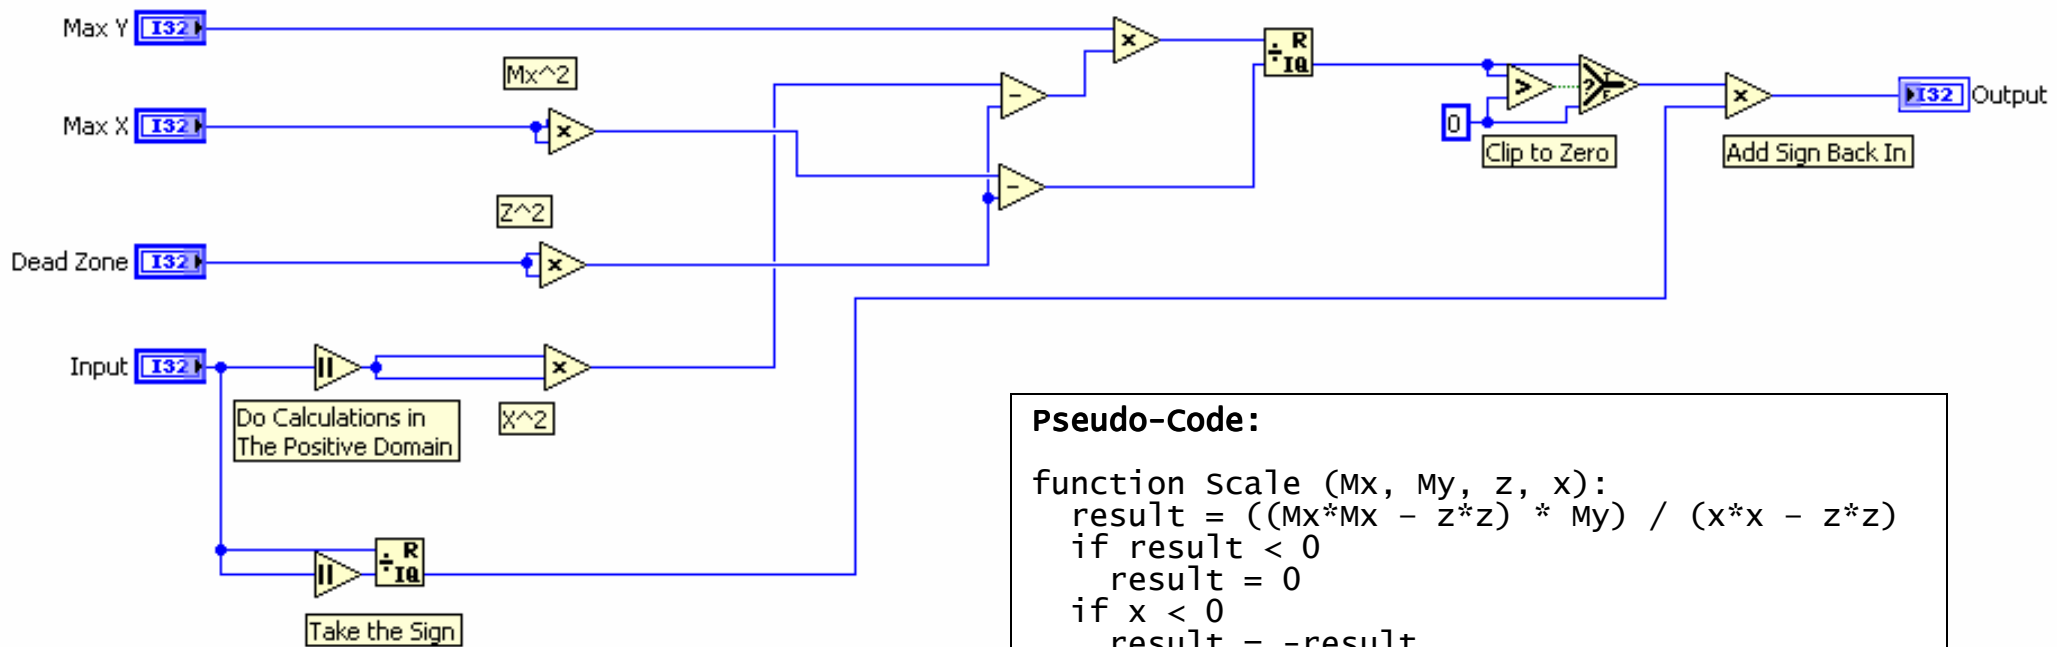 Max Y I32
Mx^2
Max X I32
Z^2
Dead Zone I32
Input I32
Do Calculations in
The Positive Domain
X^2
Take the Sign
×
×
×
×
-
-
×
÷ R
IQ
÷ R
IQ
>
? T
F
0
Clip to Zero
×
Add Sign Back In
I32 Output
Pseudo-Code:
function Scale (Mx, My, z, x):
result = ((Mx*Mx – z*z) * My) / (x*x – z*z)
if result < 0
result = 0
if x < 0
result = -result